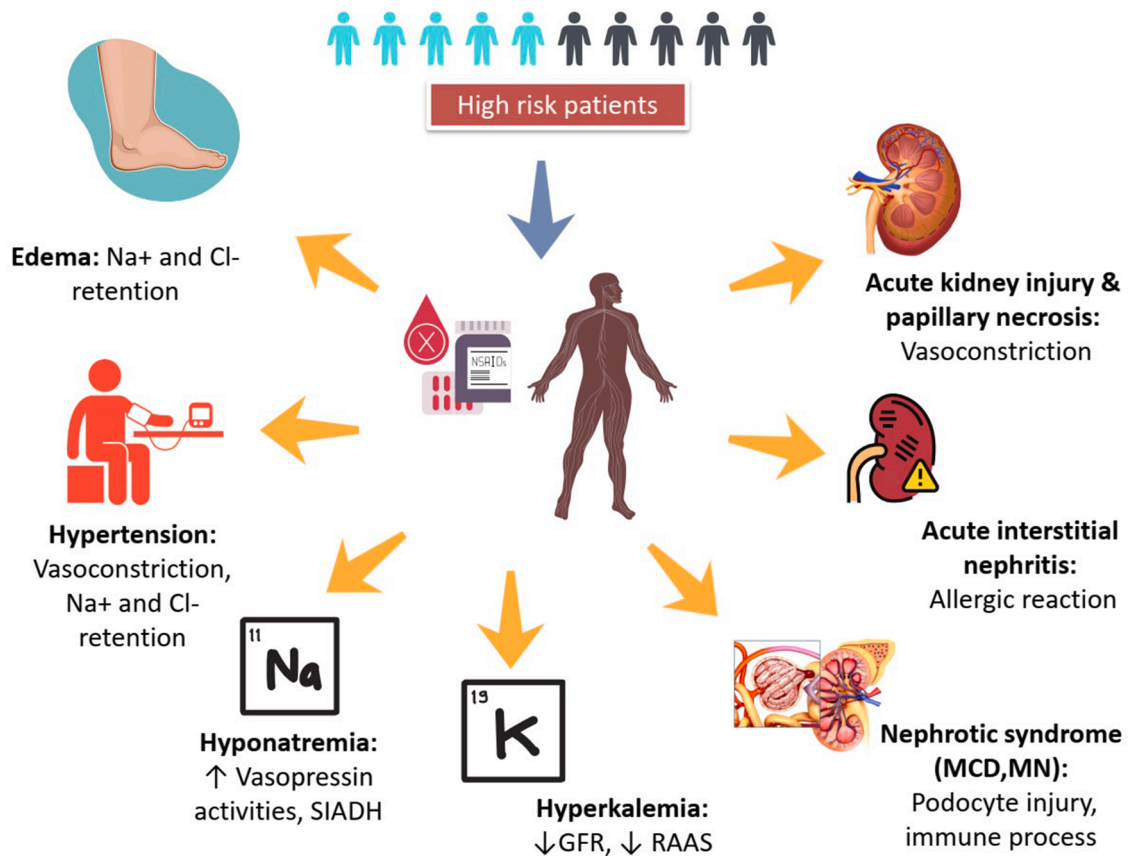 High risk patients
Edema: Na+ and Cl-
retention
NSAIDs
Acute kidney injury &
papillary necrosis:
Vasoconstriction
Hypertension:
Vasoconstriction,
Na+ and Cl-
retention
Acute interstitial
nephritis:
Allergic reaction
11
Na
Hyponatremia:
↑ Vasopressin
activities, SIADH
19
K
Hyperkalemia:
↓GFR, ↓ RAAS
Nephrotic syndrome
(MCD,MN):
Podocyte injury,
immune process